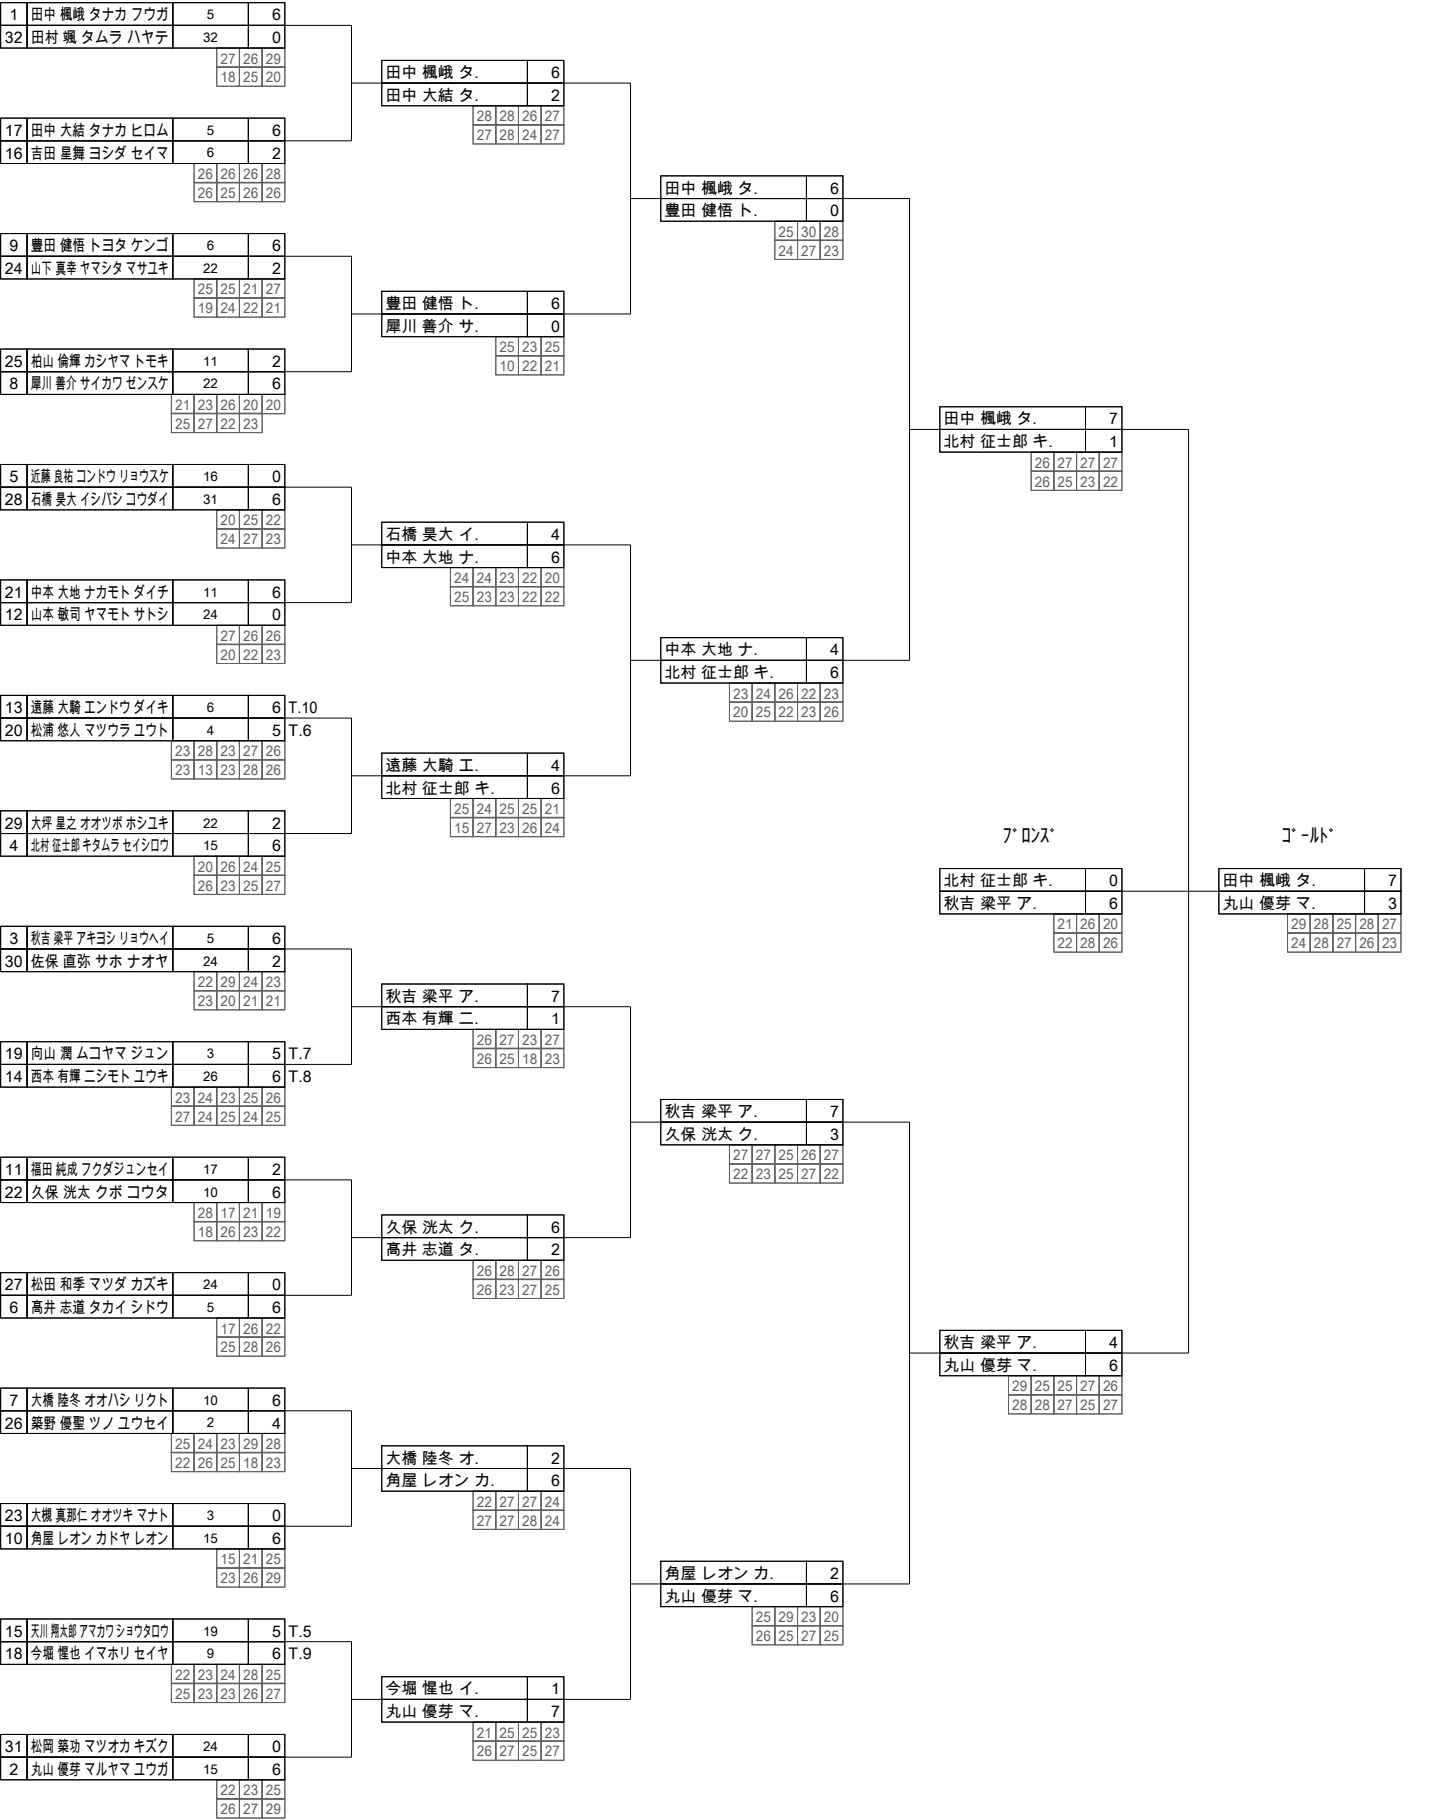 1 田中 楓峨 タナカ フウガ 5 6
32 田村 颯 タムラ ハヤテ 32 0
27 26 29
18 25 20
田中 楓峨 タ. 6
田中 大結 タ. 2
28 28 26 27
27 28 24 27
17 田中 大結 タナカ ヒロム 5 6
16 吉田 星舞 ヨシダ セイマ 6 2
26 26 26 28
26 25 26 26
田中 楓峨 タ. 6
豊田 健悟 ト. 0
25 30 28
24 27 23
9 豊田 健悟 トヨタ ケンゴ 6 6
24 山下 真幸 ヤマシタ マサユキ 22 2
25 25 21 27
19 24 22 21
豊田 健悟 ト. 6
犀川 善介 サ. 0
25 23 25
10 22 21
25 柏山 倫輝 カシヤマ トモキ 11 2
8 犀川 善介 サイカワ ゼンスケ 22 6
21 23 26 20 20
25 27 22 23
田中 楓峨 タ. 7
北村 征士郎 キ. 1
26 27 27 27
26 25 23 22
5 近藤 良祐 コンドウ リョウスケ 16 0
28 石橋 昊大 イシバシ コウダイ 31 6
20 25 22
24 27 23
石橋 昊大 イ. 4
中本 大地 ナ. 6
24 24 23 22 20
25 23 23 22 22
21 中本 大地 ナカモト ダイチ 11 6
12 山本 敏司 ヤマモト サトシ 24 0
27 26 26
20 22 23
中本 大地 ナ. 4
北村 征士郎 キ. 6
23 24 26 22 23
20 25 22 23 26
13 遠藤 大騎 エンドウ ダイキ 6 6 T.10
20 松浦 悠人 マツウラ ユウト 4 5 T.6
23 28 23 27 26
23 13 23 28 26
遠藤 大騎 エ. 4
北村 征士郎 キ. 6
25 24 25 25 21
15 27 23 26 24
29 大坪 星之 オオツボ ホシユキ 22 2
4 北村 征士郎 キタムラ セイシロウ 15 6
20 26 24 25
26 23 25 27
ﾌﾞﾛﾝｽﾞ
北村 征士郎 キ. 0
秋吉 梁平 ア. 6
21 26 20
22 28 26
ｺﾞｰﾙﾄﾞ
田中 楓峨 タ. 7
丸山 優芽 マ. 3
29 28 25 28 27
24 28 27 26 23
3 秋吉 梁平 アキヨシ リョウヘイ 5 6
30 佐保 直弥 サホ ナオヤ 24 2
22 29 24 23
23 20 21 21
秋吉 梁平 ア. 7
西本 有輝 ニ. 1
26 27 23 27
26 25 18 23
19 向山 潤 ムコヤマ ジュン 3 5 T.7
14 西本 有輝 ニシモト ユウキ 26 6 T.8
23 24 23 25 26
27 24 25 24 25
秋吉 梁平 ア. 7
久保 洸太 ク. 3
27 27 25 26 27
22 23 25 27 22
11 福田 純成 フクダジュンセイ 17 2
22 久保 洸太 クボ コウタ 10 6
28 17 21 19
18 26 23 22
久保 洸太 ク. 6
髙井 志道 タ. 2
26 28 27 26
26 23 27 25
27 松田 和季 マツダ カズキ 24 0
6 髙井 志道 タカイ シドウ 5 6
17 26 22
25 28 26
秋吉 梁平 ア. 4
丸山 優芽 マ. 6
29 25 25 27 26
28 28 27 25 27
7 大橋 陸冬 オオハシ リクト 10 6
26 築野 優聖 ツノ ユウセイ 2 4
25 24 23 29 28
22 26 25 18 23
大橋 陸冬 オ. 2
角屋 レオン カ. 6
22 27 27 24
27 27 28 24
23 大槻 真那仁 オオツキ マナト 3 0
10 角屋 レオン カドヤ レオン 15 6
15 21 25
23 26 29
角屋 レオン カ. 2
丸山 優芽 マ. 6
25 29 23 20
26 25 27 25
15 天川 翔太郎 アマカワ ショウタロウ 19 5 T.5
18 今堀 惺也 イマホリ セイヤ 9 6 T.9
22 23 24 28 25
25 23 23 26 27
今堀 惺也 イ. 1
丸山 優芽 マ. 7
21 25 25 23
26 27 25 27
31 松岡 築功 マツオカ キズク 24 0
2 丸山 優芽 マルヤマ ユウガ 15 6
22 23 25
26 27 29